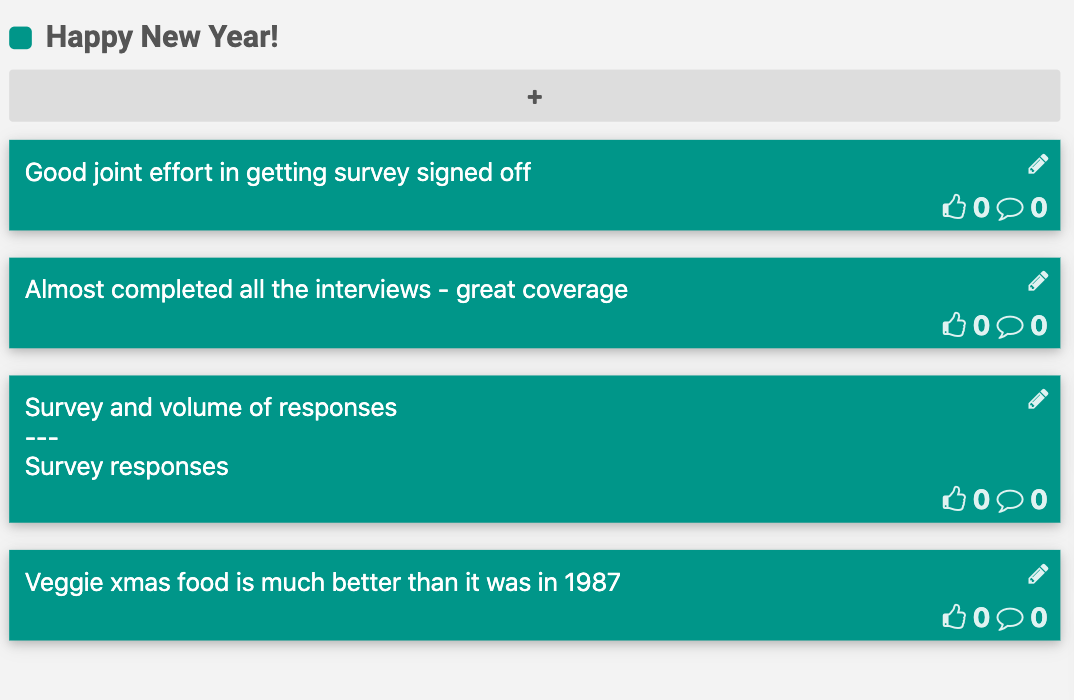 Happy New Year!
+
Good joint effort in getting survey signed off
0 0
Almost completed all the interviews - great coverage
0 0
Survey and volume of responses
---
Survey responses
0 0
Veggie xmas food is much better than it was in 1987
0 0